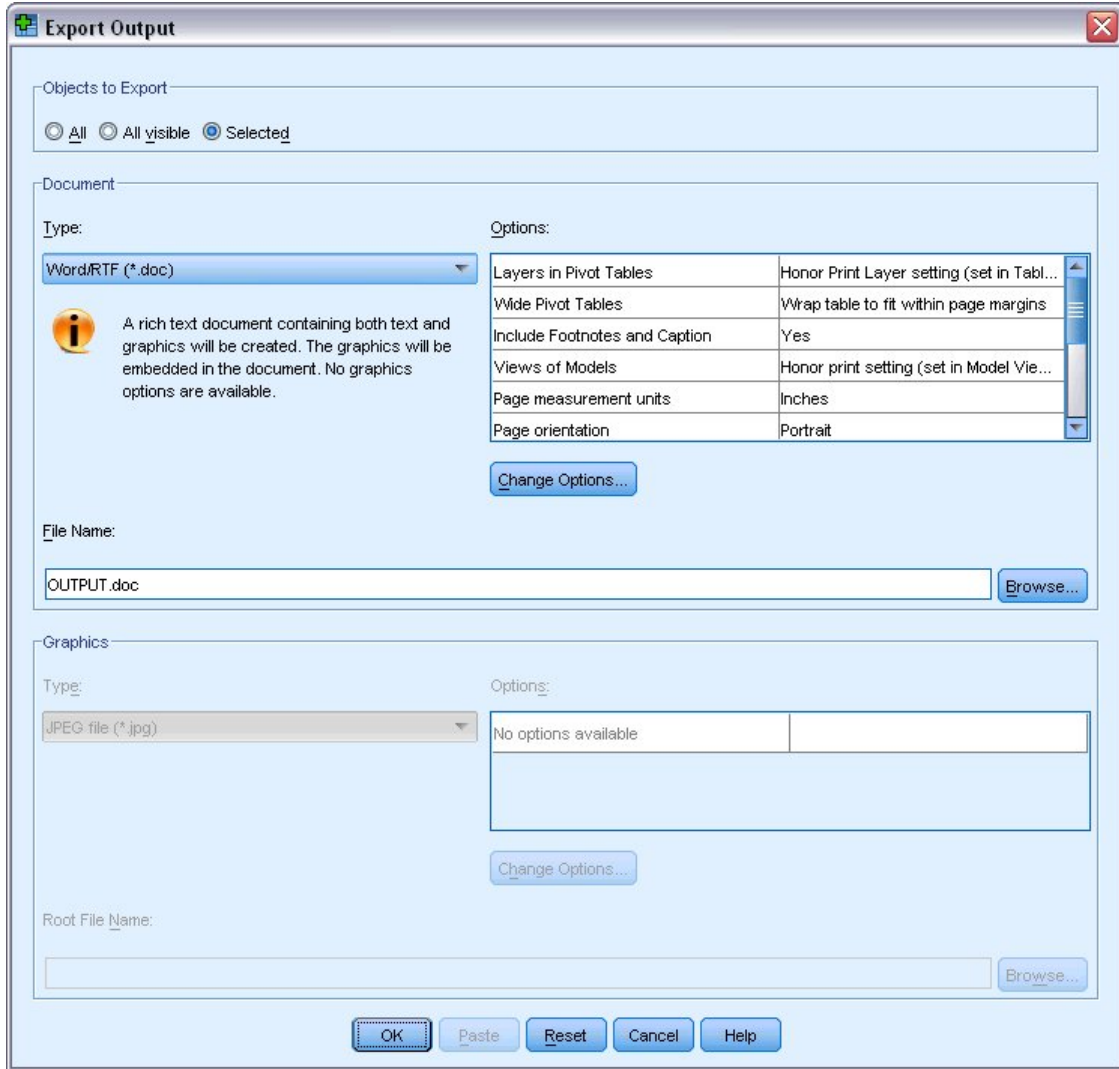 Export Output
Objects to Export
All
All visible
Selected
Document
Type:
Options:
Word/RTF (*.doc)
A rich text document containing both text and
graphics will be created. The graphics will be
embedded in the document. No graphics
options are available.
Layers in Pivot Tables
Honor Print Layer setting (set in Tabl...
Wide Pivot Tables
Wrap table to fit within page margins
Include Footnotes and Caption
Yes
Views of Models
Honor print setting (set in Model Vie...
Page measurement units
Inches
Page orientation
Portrait
Change Options...
File Name:
OUTPUT.doc
Browse...
Graphics
Type:
Options:
JPEG file (*.jpg)
No options available
Change Options...
Root File Name:
Browse...
OK
Paste
Reset
Cancel
Help